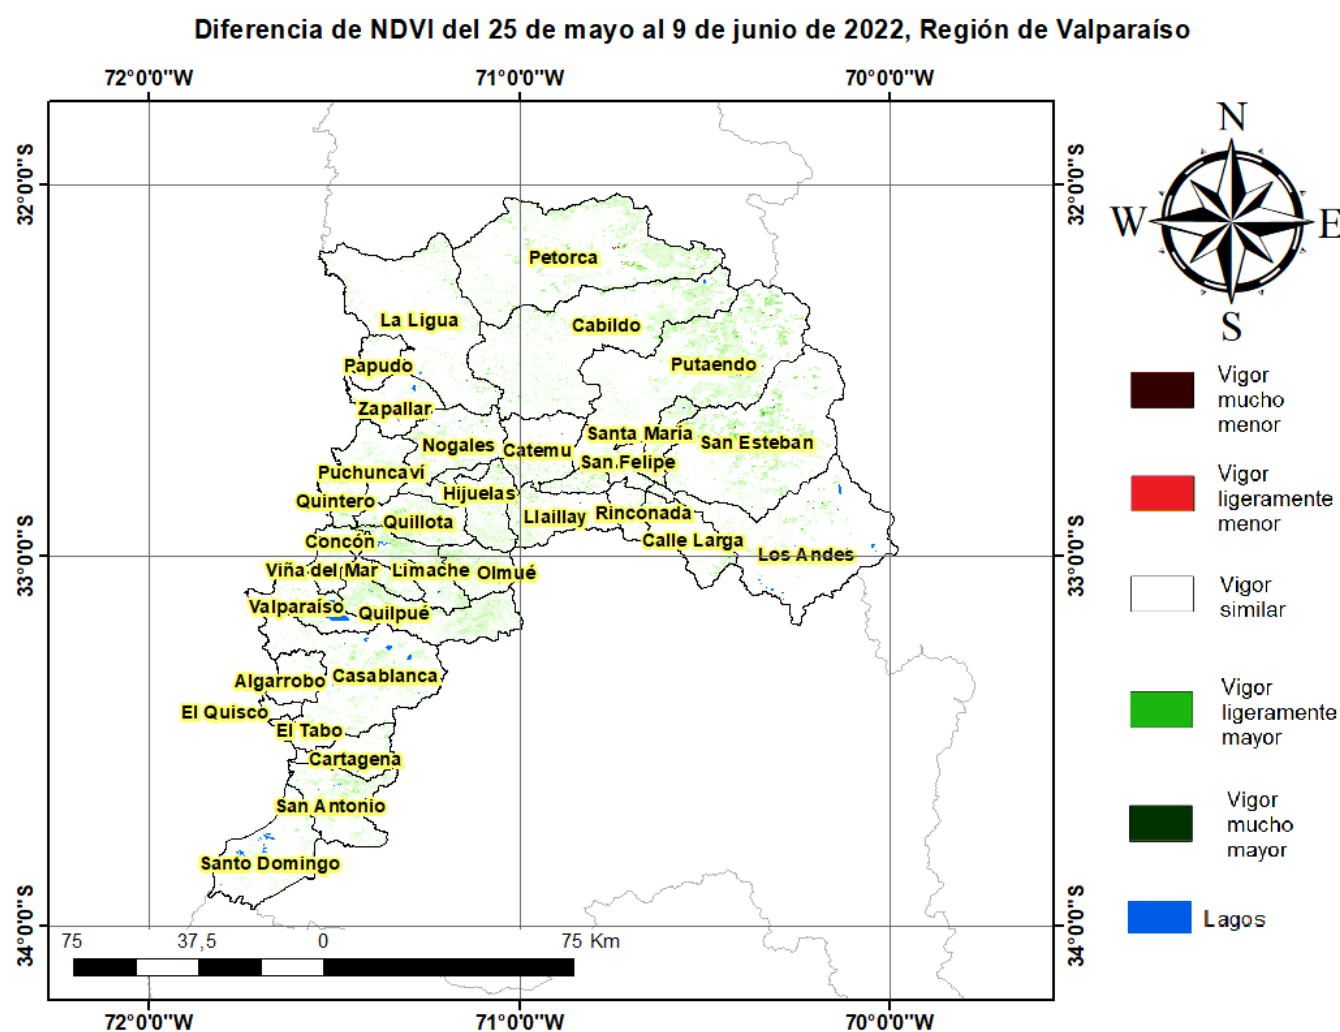 Diferencia de NDVI del 25 de mayo al 9 de junio de 2022, Región de Valparaíso
72°0'0"W
71°0'0"W
70°0'0"W
32°0'0"S
32°0'0"S
N
W
E
S
Petorca
La Ligua
Cabildo
Papudo
Putaendo
Zapallar
Nogales
Catemu
Santa María
San Esteban
San Felipe
Puchuncaví
Quintero
Hijuelas
Quillota
Llaillay
Rinconada
Concón
Calle Larga
Los Andes
33°0'0"S
33°0'0"S
Viña del Mar
Limache
Olmué
Valparaíso
Quilpué
Algarrobo
Casablanca
El Quisco
El Tabo
Cartagena
San Antonio
Santo Domingo
34°0'0"S
34°0'0"S
75
37,5
0
75 Km
72°0'0"W
71°0'0"W
70°0'0"W
Vigor
mucho
menor
Vigor
ligeramente
menor
Vigor
similar
Vigor
ligeramente
mayor
Vigor
mucho
mayor
Lagos